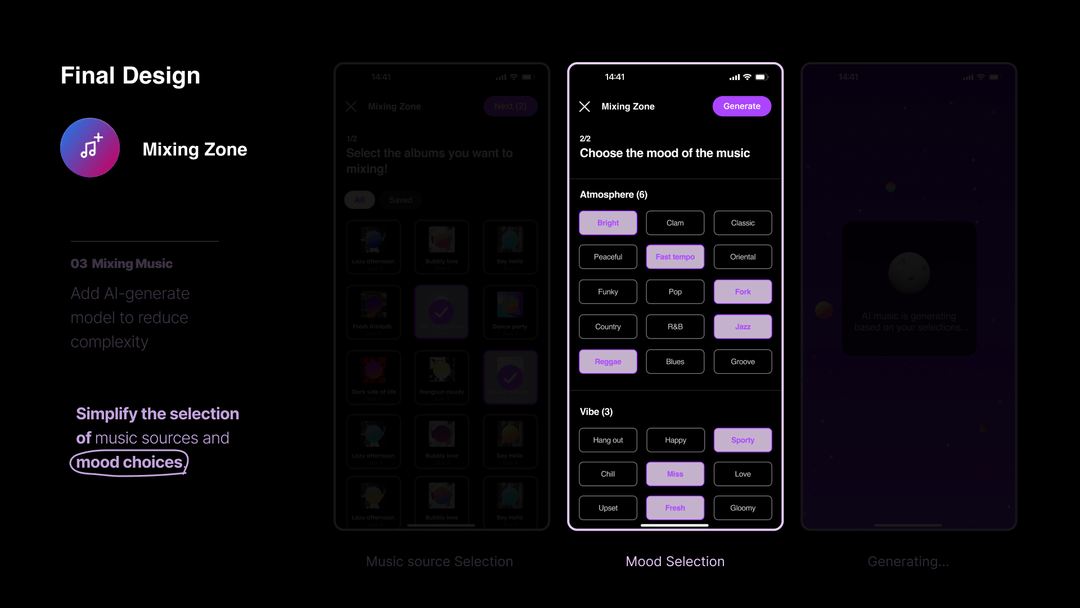 Final Design
Mixing Zone
03 Mixing Music
Add AI-generate
model to reduce
complexity
Simplify the selection
of music sources and
mood choices.
14:41
Mixing Zone
Next (2)
1/2
Select the albums you want to
mixing!
All
Saved
Lazy afternoon
Bubbly love
Say Hello
Dance party
Dark side of life
Hangout music
Bubbly love
Say Hello
Lazy afternoon
Bubbly love
Say Hello
Music source Selection
14:41
Mixing Zone
Generate
2/2
Choose the mood of the music
Atmosphere (6)
Bright
Clam
Classic
Peaceful
Fast tempo
Oriental
Funky
Pop
Fork
Country
R&B
Jazz
Reggae
Blues
Groove
Vibe (3)
Hang out
Happy
Sporty
Chill
Miss
Love
Upset
Fresh
Gloomy
Mood Selection
14:41
AI music is generating
based on your selections...
Generating...